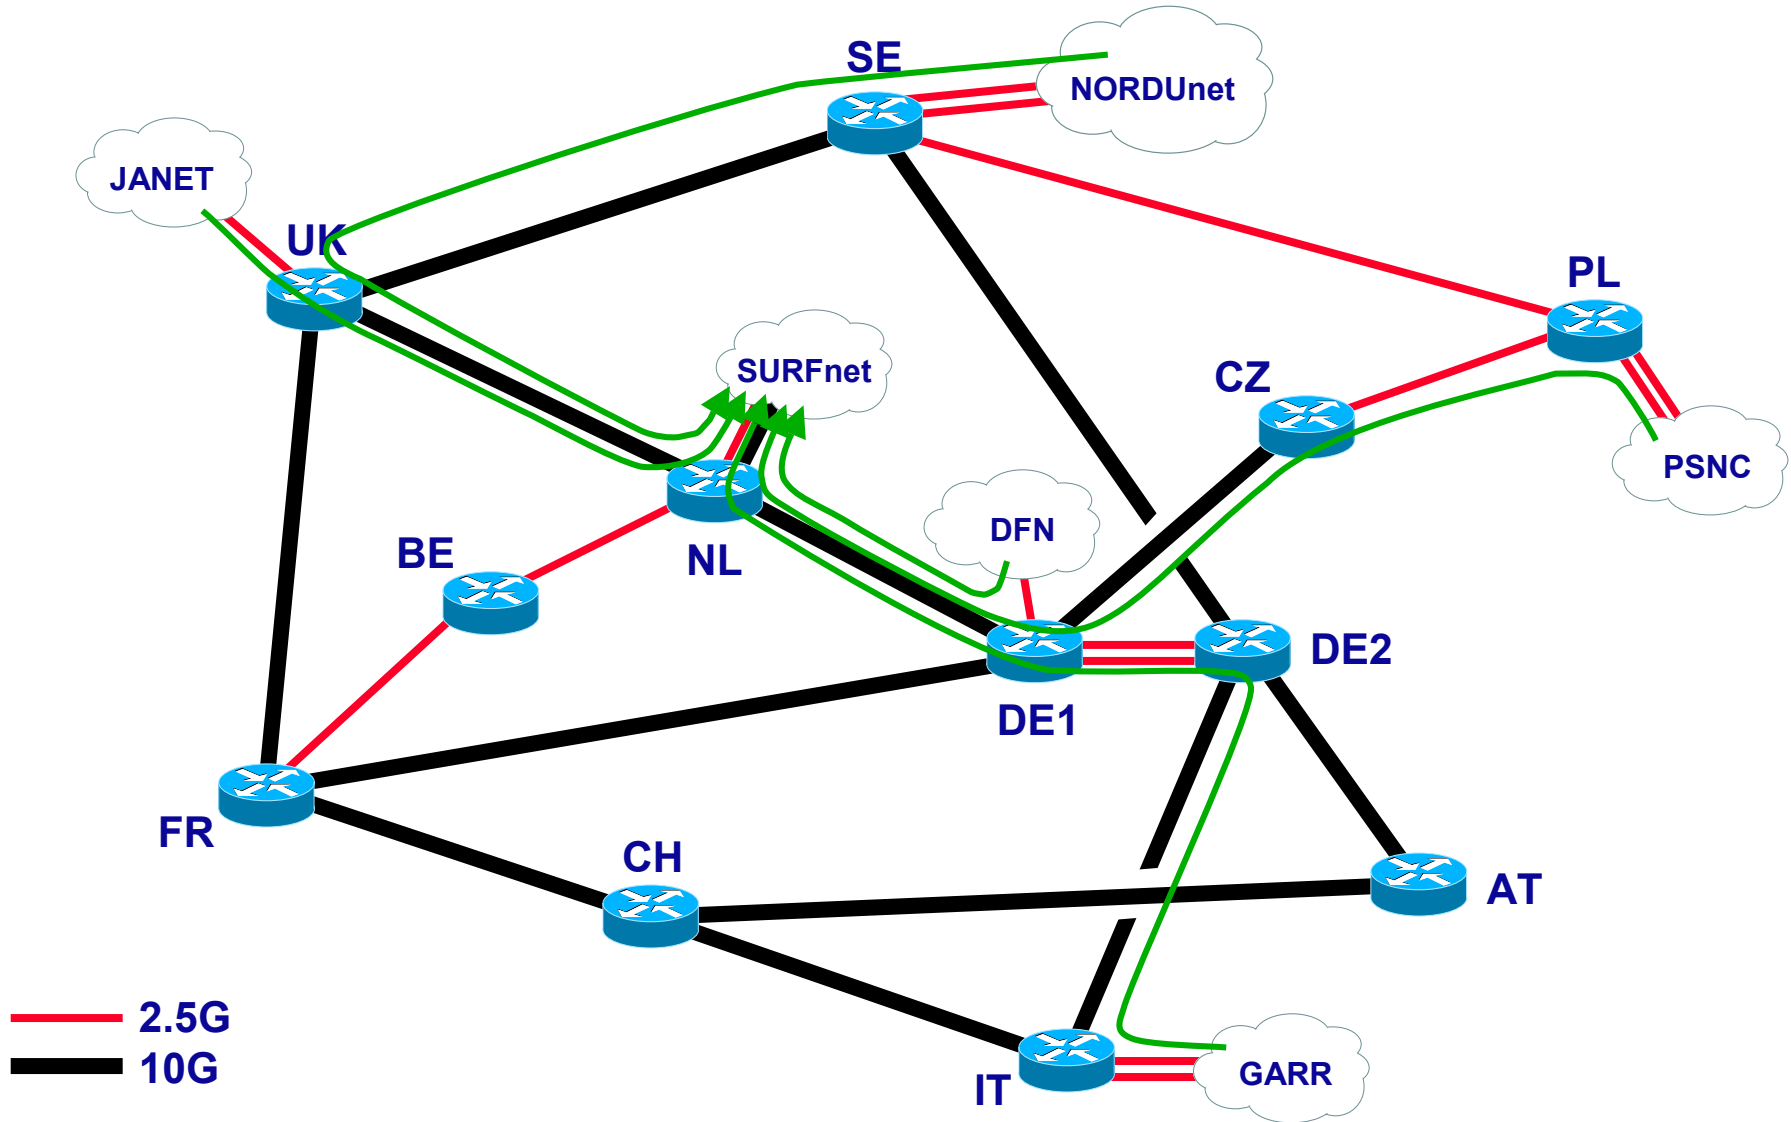 SE
NORDUnet
JANET
UK
PL
SURFnet
CZ
PSNC
DFN
BE
NL
DE2
DE1
FR
CH
AT
2.5G
10G
IT
GARR